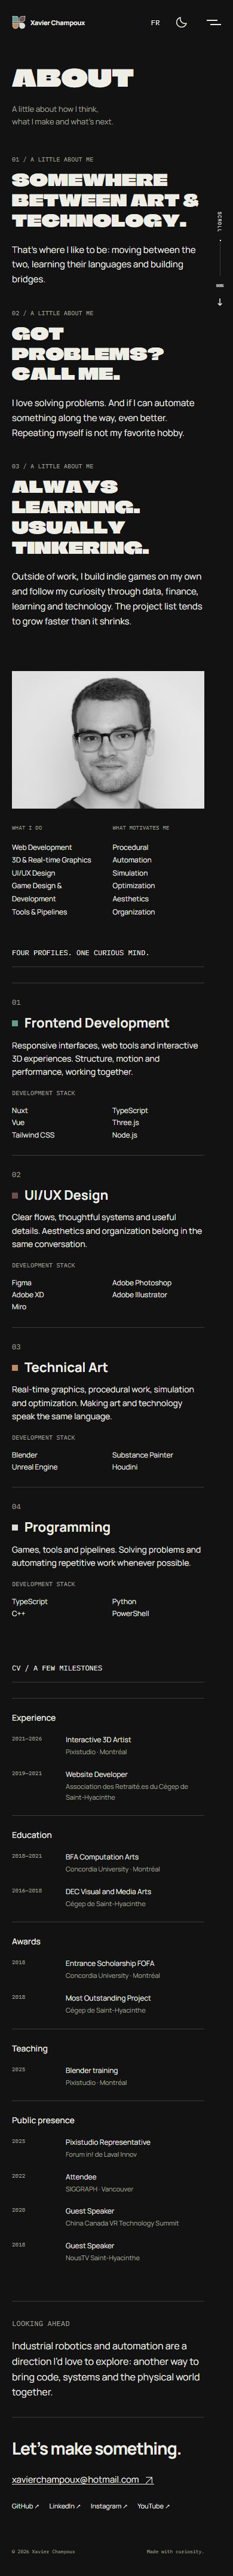 Xavier Champoux
FR
ABOUT
A little about how I think,
what I make and what's next.
SCROLL
01 / A LITTLE ABOUT ME
SOMEWHERE
BETWEEN ART &
TECHNOLOGY.
That's where I like to be: moving between the
two, learning their languages and building
bridges.
02 / A LITTLE ABOUT ME
GOT
PROBLEMS?
CALL ME.
I love solving problems. And if I can automate
something along the way, even better.
Repeating myself is not my favorite hobby.
03 / A LITTLE ABOUT ME
ALWAYS
LEARNING.
USUALLY
TINKERING.
Outside of work, I build indie games on my own
and follow my curiosity through data, finance,
learning and technology. The project list tends
to grow faster than it shrinks.
WHAT I DO
Web Development
3D & Real-time Graphics
UI/UX Design
Game Design &
Development
Tools & Pipelines
WHAT MOTIVATES ME
Procedural
Automation
Simulation
Optimization
Aesthetics
Organization
FOUR PROFILES. ONE CURIOUS MIND.
01
Frontend Development
Responsive interfaces, web tools and interactive
3D experiences. Structure, motion and
performance, working together.
DEVELOPMENT STACK
Nuxt
TypeScript
Vue
Three.js
Tailwind CSS
Node.js
02
UI/UX Design
Clear flows, thoughtful systems and useful
details. Aesthetics and organization belong in the
same conversation.
DEVELOPMENT STACK
Figma
Adobe Photoshop
Adobe XD
Adobe Illustrator
Miro
03
Technical Art
Real-time graphics, procedural work, simulation
and optimization. Making art and technology
speak the same language.
DEVELOPMENT STACK
Blender
Substance Painter
Unreal Engine
Houdini
04
Programming
Games, tools and pipelines. Solving problems and
automating repetitive work whenever possible.
DEVELOPMENT STACK
TypeScript
Python
C++
PowerShell
CV / A FEW MILESTONES
Experience
2021—2026
Interactive 3D Artist
Pixistudio · Montréal
2019—2021
Website Developer
Association des Retraité.es du Cégep de
Saint-Hyacinthe
Education
2018—2021
BFA Computation Arts
Concordia University · Montréal
2016—2018
DEC Visual and Media Arts
Cégep de Saint-Hyacinthe
Awards
2018
Entrance Scholarship FOFA
Concordia University · Montréal
2018
Most Outstanding Project
Cégep de Saint-Hyacinthe
Teaching
2025
Blender training
Pixistudio · Montréal
Public presence
2025
Pixistudio Representative
Forum in! de Laval Innov
2022
Attendee
SIGGRAPH · Vancouver
2020
Guest Speaker
China Canada VR Technology Summit
2018
Guest Speaker
NousTV Saint-Hyacinthe
LOOKING AHEAD
Industrial robotics and automation are a
direction I'd love to explore: another way to
bring code, systems and the physical world
together.
Let's make something.
xavierchampoux@hotmail.com ↗
GitHub ↗ LinkedIn ↗ Instagram ↗ YouTube ↗
© 2026 Xavier Champoux
Made with curiosity.